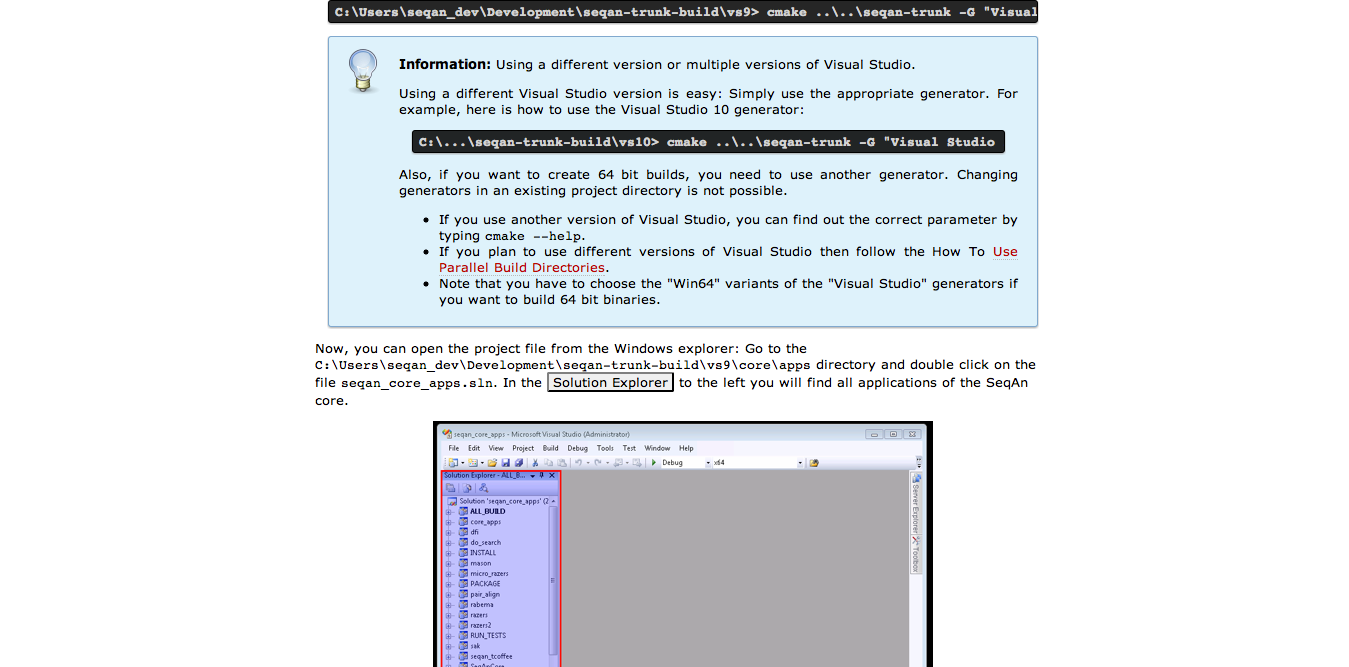 C:\Users\seqan_dev\Development\seqan-trunk-build\vs9> cmake ..\..\seqan-trunk -G "Visual
Information: Using a different version or multiple versions of Visual Studio.
Using a different Visual Studio version is easy: Simply use the appropriate generator. For
example, here is how to use the Visual Studio 10 generator:
C:\...\seqan-trunk-build\vs10> cmake ..\..\seqan-trunk -G "Visual Studio
Also, if you want to create 64 bit builds, you need to use another generator. Changing
generators in an existing project directory is not possible.
• If you use another version of Visual Studio, you can find out the correct parameter by
typing cmake --help.
• If you plan to use different versions of Visual Studio then follow the How To Use
Parallel Build Directories.
• Note that you have to choose the "Win64" variants of the "Visual Studio" generators if
you want to build 64 bit binaries.
Now, you can open the project file from the Windows explorer: Go to the
C:\Users\seqan_dev\Development\seqan-trunk-build\vs9\core\apps directory and double click on the
file seqan_core_apps.sln. In the Solution Explorer to the left you will find all applications of the SeqAn
core.
seqan_core_apps - Microsoft Visual Studio (Administrator)
File Edit View Project Build Debug Tools Test Window Help
Debug x64
Solution Explorer - ALL_B...
Solution 'seqan_core_apps' (2
ALL_BUILD
core_apps
dfi
do_search
INSTALL
mason
micro_razers
PACKAGE
pair_align
rabema
razers
razers2
RUN_TESTS
sak
seqan_tcoffee
SeqAnCore
Server Explorer
Toolbox